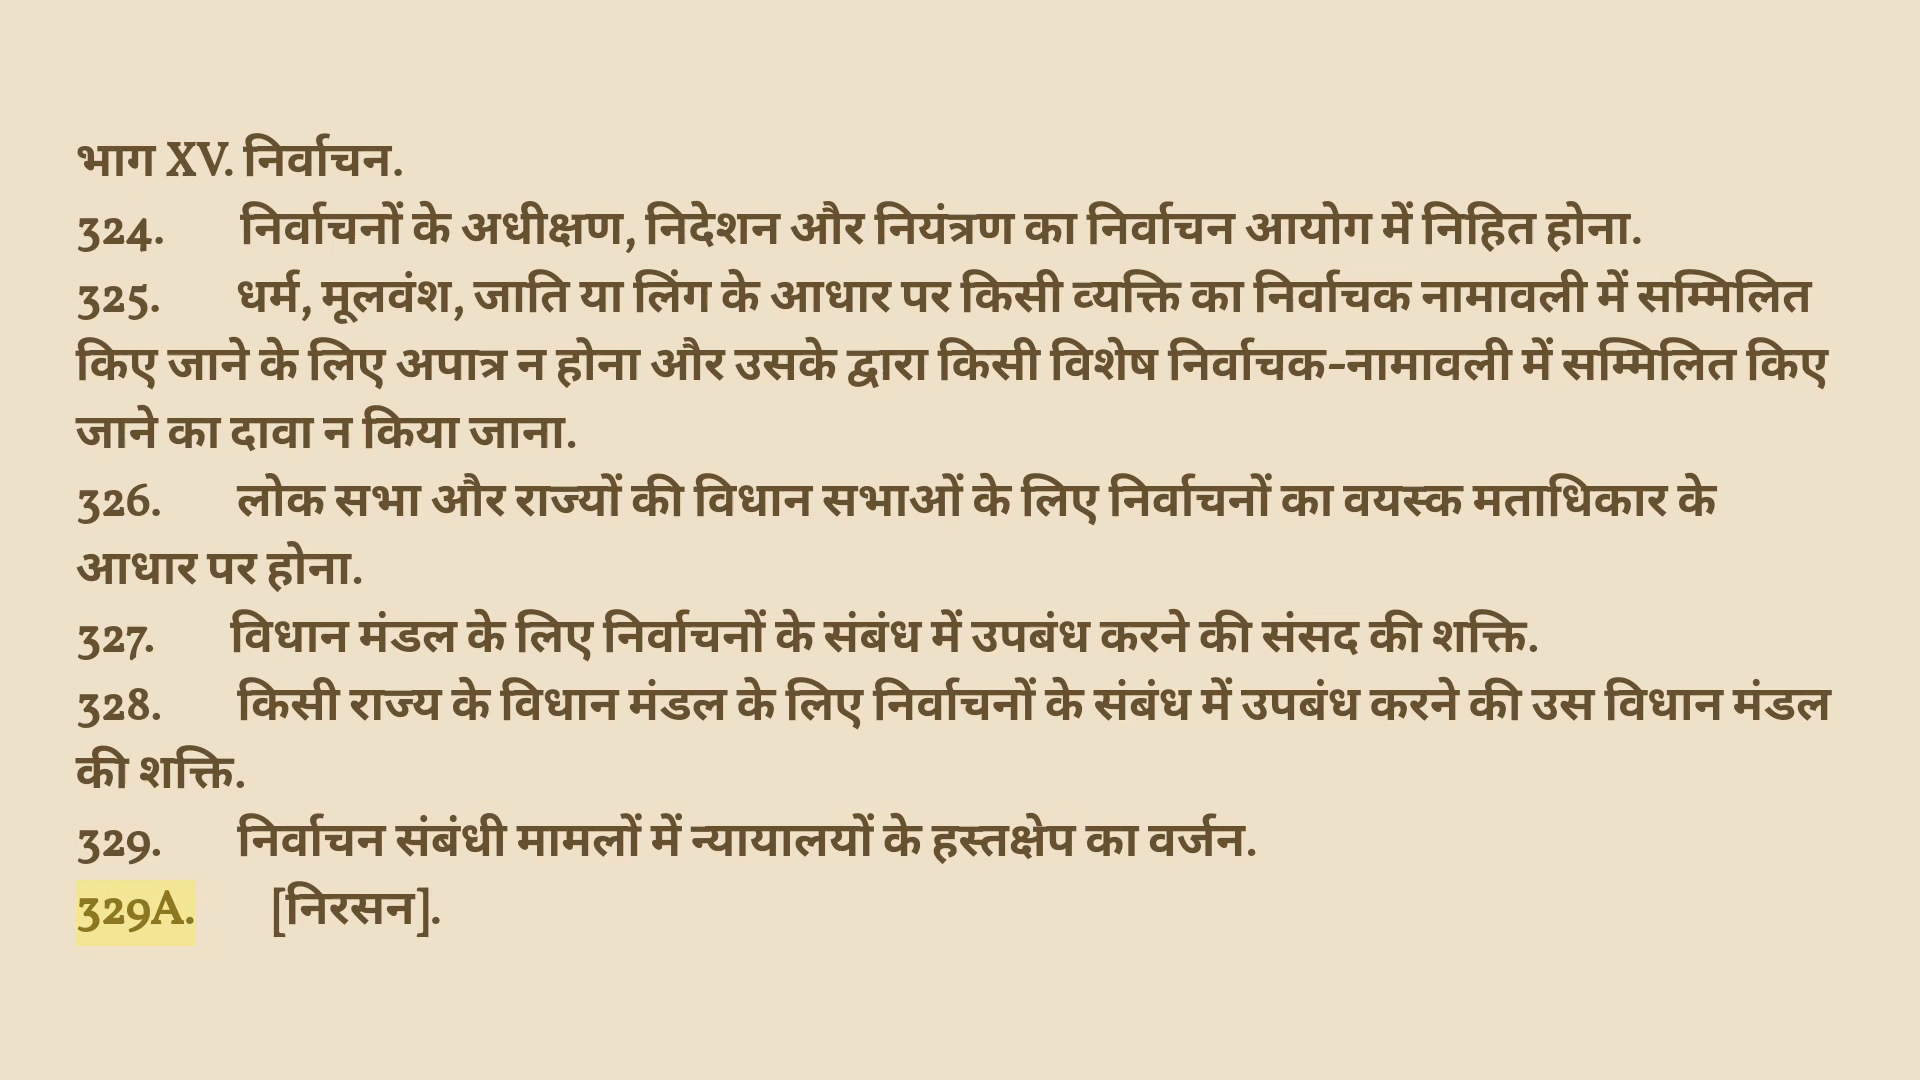 भाग XV. निर्वाचन.
324. निर्वाचनों के अधीक्षण, निदेशन और नियंत्रण का निर्वाचन आयोग में निहित होना.
325. धर्म, मूलवंश, जाति या लिंग के आधार पर किसी व्यक्ति का निर्वाचक नामावली में सम्मिलित
किए जाने के लिए अपात्र न होना और उसके द्वारा किसी विशेष निर्वाचक-नामावली में सम्मिलित किए
जाने का दावा न किया जाना.
326. लोक सभा और राज्यों की विधान सभाओं के लिए निर्वाचनों का वयस्क मताधिकार के
आधार पर होना.
327. विधान मंडल के लिए निर्वाचनों के संबंध में उपबंध करने की संसद की शक्ति.
328. किसी राज्य के विधान मंडल के लिए निर्वाचनों के संबंध में उपबंध करने की उस विधान मंडल
की शक्ति.
329. निर्वाचन संबंधी मामलों में न्यायालयों के हस्तक्षेप का वर्जन.
329A. [निरसन].